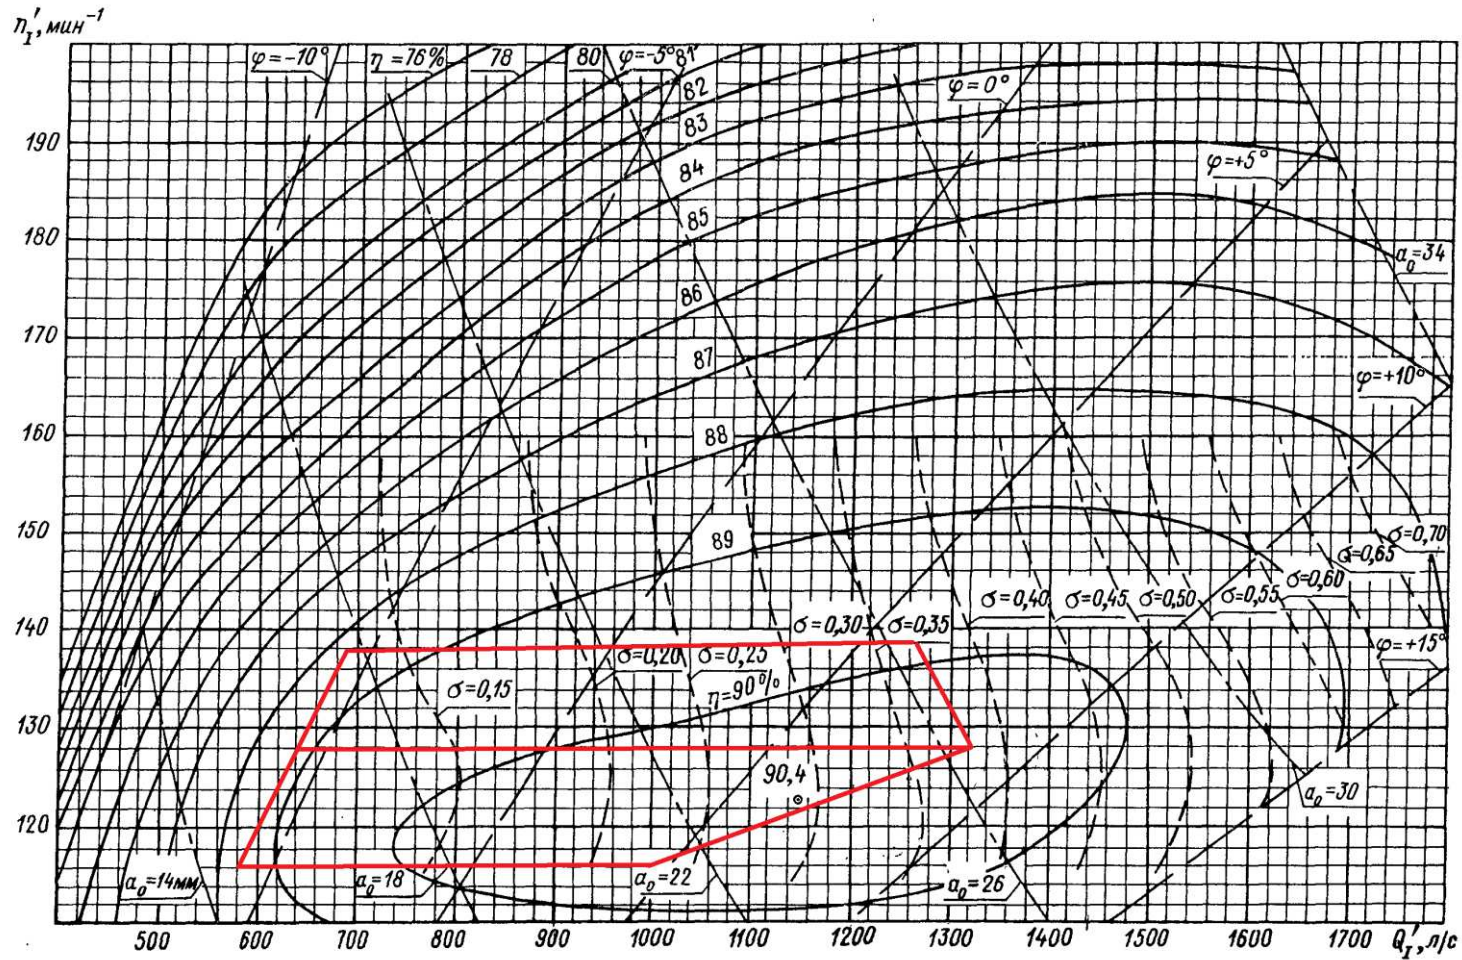 n'I, мин⁻¹
φ=-10°
η=76%
78
80
φ=-5°
81
82
83
84
85
86
87
88
89
φ=0°
φ=+5°
a₀=34
φ=+10°
190
180
170
160
150
140
130
120
σ=0,70
σ=0,65
σ=0,60
σ=0,55
σ=0,50
σ=0,45
σ=0,40
σ=0,35
σ=0,30
σ=0,25
σ=0,20
σ=0,15
η=90%
φ=+15°
90,4
a₀=30
a₀=14мм
a₀=18
a₀=22
a₀=26
500 600 700 800 900 1000 1100 1200 1300 1400 1500 1600 1700 Q'I, л/с